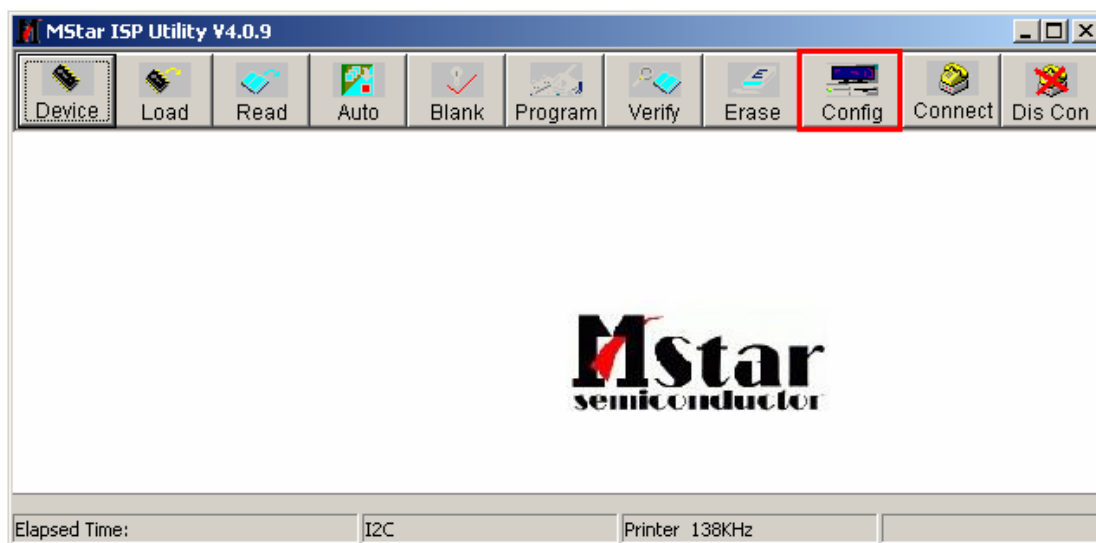 MStar ISP Utility V4.0.9
Device Load Read Auto Blank Program Verify Erase Config Connect Dis Con
MStar
semiconductor
Elapsed Time: I2C Printer 138KHz